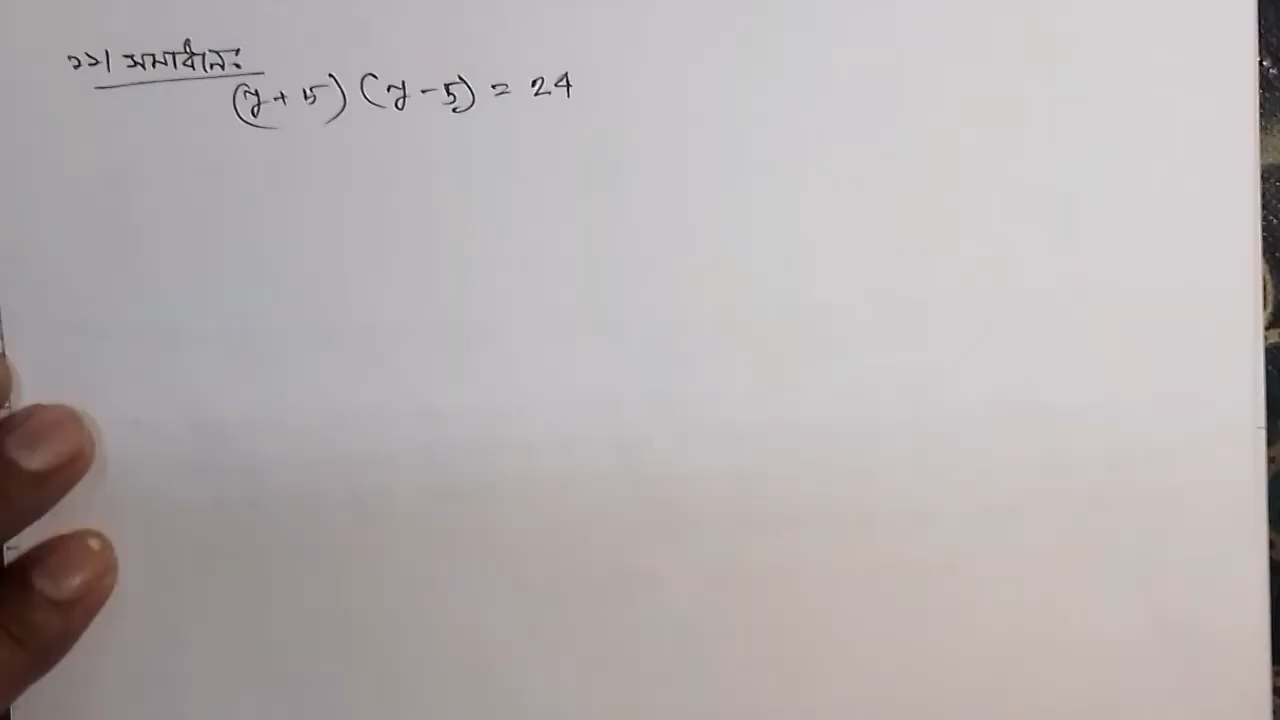 ১১। সমাধান:
(y + 5) (y - 5) = 24